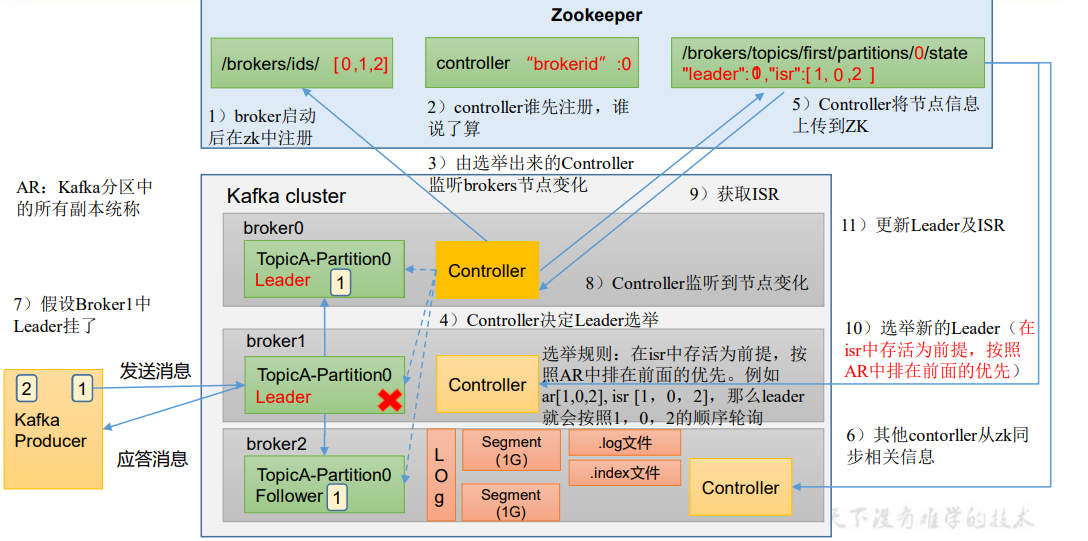 Zookeeper
/brokers/ids/ [ 0 ,1,2]
controller “brokerid” :0
/brokers/topics/first/partitions/0/state
"leader": ,"isr":[ 1, 0 ,2 ]
1）broker启动
后在zk中注册
2）controller谁先注册，谁
说了算
5）Controller将节点信息
上传到ZK
3）由选举出来的Controller
监听brokers节点变化
AR：Kafka分区中
的所有副本统称
Kafka cluster
9）获取ISR
broker0
TopicA-Partition0
Leader
1
Controller
8）Controller监听到节点变化
11）更新Leader及ISR
7）假设Broker1中
Leader挂了
4）Controller决定Leader选举
broker1
TopicA-Partition0
Leader
Controller
选举规则：在isr中存活为前提，按
照AR中排在前面的优先。例如
ar[1,0,2], isr [1，0，2]，那么leader
就会按照1，0，2的顺序轮询
10）选举新的Leader（在
isr中存活为前提，按照
AR中排在前面的优先）
发送消息
2 1
Kafka
Producer
应答消息
broker2
TopicA-Partition0
Follower 1
L
O
g
Segment
(1G)
Segment
(1G)
.log文件
.index文件
Controller
6）其他contorller从zk同
步相关信息
天下没有难学的技术